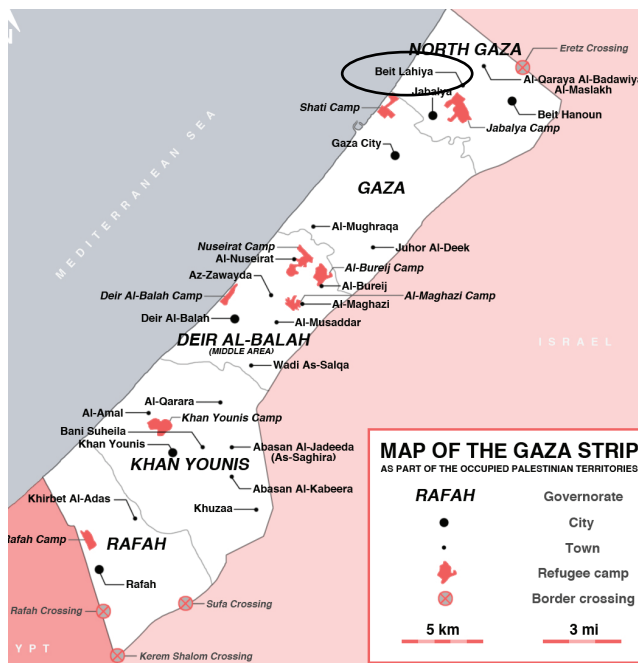 NORTH GAZA
Eretz Crossing
Beit Lahiya
Al-Qaraya Al-Badawiya
Al-Maslakh
Jabalya
Shati Camp
Beit Hanoun
Jabalya Camp
Gaza City
MEDITERRANEAN SEA
GAZA
Al-Mughraqa
Nuseirat Camp
Juhor Al-Deek
Al-Nuseirat
Al-Bureij Camp
Az-Zawayda
Al-Bureij
Deir Al-Balah Camp
Al-Maghazi Camp
Al-Maghazi
Deir Al-Balah
Al-Musaddar
DEIR AL-BALAH
(MIDDLE AREA)
ISRAEL
Wadi As-Salqa
Al-Qarara
Al-Amal
Khan Younis Camp
Bani Suheila
Khan Younis
Abasan Al-Jadeeda
(As-Saghira)
KHAN YOUNIS
Abasan Al-Kabeera
Khirbet Al-Adas
Khuzaa
Rafah Camp
RAFAH
Rafah
Sufa Crossing
Rafah Crossing
YPT
Kerem Shalom Crossing
MAP OF THE GAZA STRIP
AS PART OF THE OCCUPIED PALESTINIAN TERRITORIES
RAFAH Governorate
City
Town
Refugee camp
Border crossing
5 km 3 mi